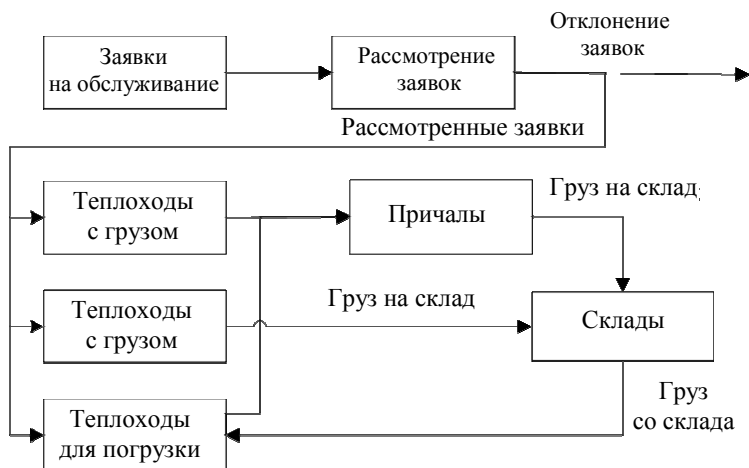 Отклонение
заявок
Заявки
на обслуживание
Рассмотрение
заявок
Рассмотренные заявки
Теплоходы
с грузом
Причалы
Груз на склад
Теплоходы
с грузом
Груз на склад
Склады
Теплоходы
для погрузки
Груз
со склада